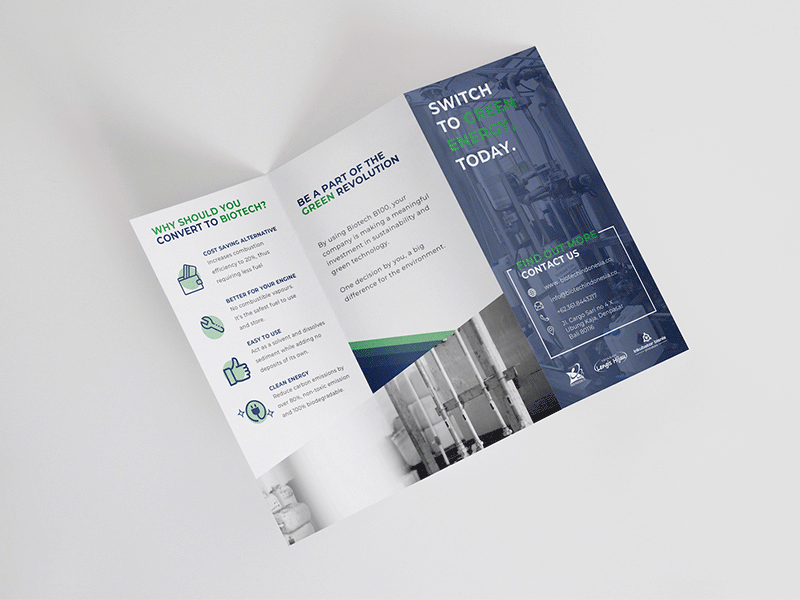 WHY SHOULD YOU
CONVERT TO BIOTECH?
COST SAVING ALTERNATIVE
Increases combustion
efficiency to 20%, thus
requiring less fuel
BETTER FOR YOUR ENGINE
No combustible vapours.
It's the safest fuel to use
and store.
EASY TO USE
Act as a solvent and dissolves
sediment while adding no
deposits of its own.
CLEAN ENERGY
Reduce carbon emissions by
over 80%, non-toxic emission
and 100% biodegradable.
BE A PART OF THE
GREEN REVOLUTION
By using Biotech B100, your
company is making a meaningful
investment in sustainability and
green technology.
One decision by you, a big
difference for the environment.
SWITCH
TO GREEN
ENERGY,
TODAY.
FIND OUT MORE
CONTACT US
www.biotechindonesia.co
info@biotechindonesia.co
+62.361.8443217
Jl. Cargo Sari no 4 X,
Ubung Kaja, Denpasar
Bali 80116
Lengis Hijau